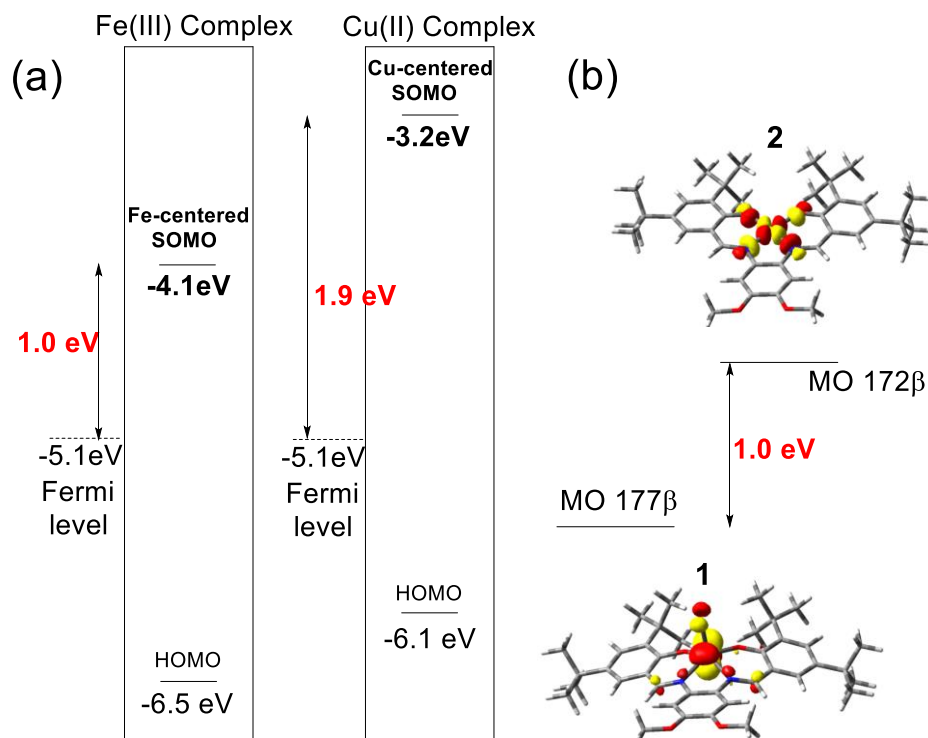 Fe(III) Complex
Cu(II) Complex
(a)
(b)
Cu-centered
SOMO
-3.2eV
2
Fe-centered
SOMO
-4.1eV
1.0 eV
1.9 eV
-5.1eV
Fermi
level
-5.1eV
Fermi
level
HOMO
-6.1 eV
HOMO
-6.5 eV
MO 172β
1.0 eV
MO 177β
1